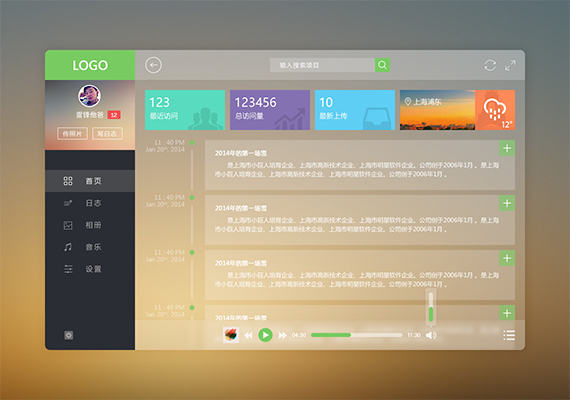 LOGO
输入搜索项目
雷锋他爸 12
传照片 写日志
123
最近访问
123456
总访问量
10
最新上传
上海浦东
12°
首页
日志
相册
音乐
设置
11 : 40 PM
Jan 20th, 2014
2014年的第一场雪
是上海市小巨人培育企业、上海市高新技术企业、上海市明星软件企业。公司创于2006年1月 。是上海
市小巨人培育企业、上海市高新技术企业、上海市明星软件企业。公司创于2006年1月 。
11 : 40 PM
Jan 20th, 2014
2014年的第一场雪
是上海市小巨人培育企业、上海市高新技术企业、上海市明星软件企业。公司创于2006年1月 。是上海
市小巨人培育企业、上海市高新技术企业、上海市明星软件企业。公司创于2006年1月 。
11 : 40 PM
Jan 20th, 2014
2014年的第一场雪
是上海市小巨人培育企业、上海市高新技术企业、上海市明星软件企业。公司创于2006年1月 。是上海
市小巨人培育企业、上海市高新技术企业、上海市明星软件企业。公司创于2006年1月 。
11 : 40 PM
Jan 20th, 2014
2014年的第一场雪
04:30
11:30